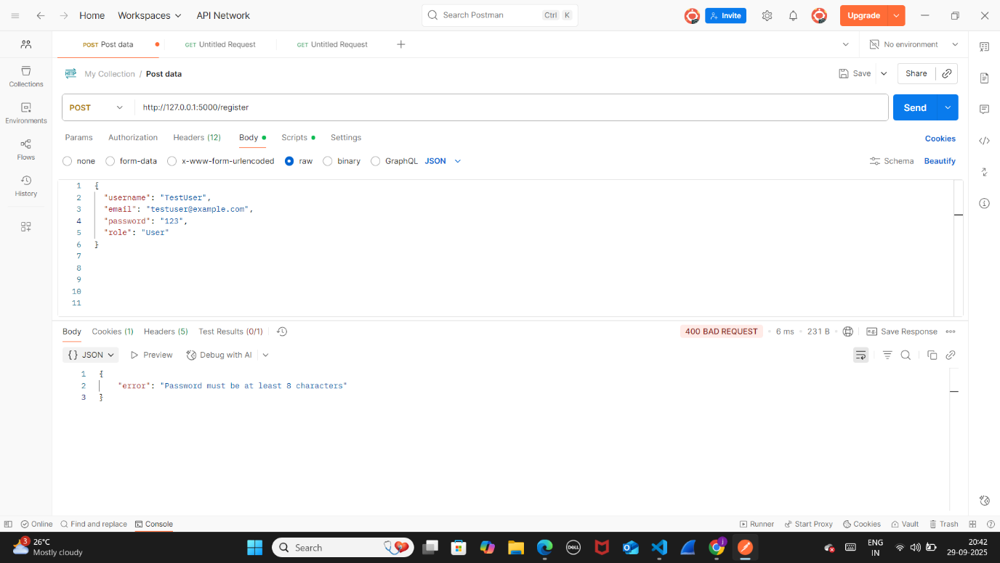 Home
Workspaces
API Network
Search Postman
Ctrl K
Invite
Upgrade
POST Post data
GET Untitled Request
GET Untitled Request
No environment
HTTP My Collection / Post data
Save
Share
Collections
Environments
Flows
History
POST
http://127.0.0.1:5000/register
Send
Params
Authorization
Headers (12)
Body
Scripts
Settings
Cookies
none
form-data
x-www-form-urlencoded
raw
binary
GraphQL
JSON
Schema
Beautify
1 {
2 "username": "TestUser",
3 "email": "testuser@example.com",
4 "password": "123",
5 "role": "User"
6 }
7
8
9
10
11
Body
Cookies (1)
Headers (5)
Test Results (0/1)
400 BAD REQUEST
6 ms
231 B
e.g. Save Response
{} JSON
Preview
Debug with AI
1 {
2 "error": "Password must be at least 8 characters"
3 }
Online
Find and replace
Console
Runner
Start Proxy
Cookies
Vault
Trash
3
26°C
Mostly cloudy
Search
DELL
j
ENG
IN
20:42
29-09-2025